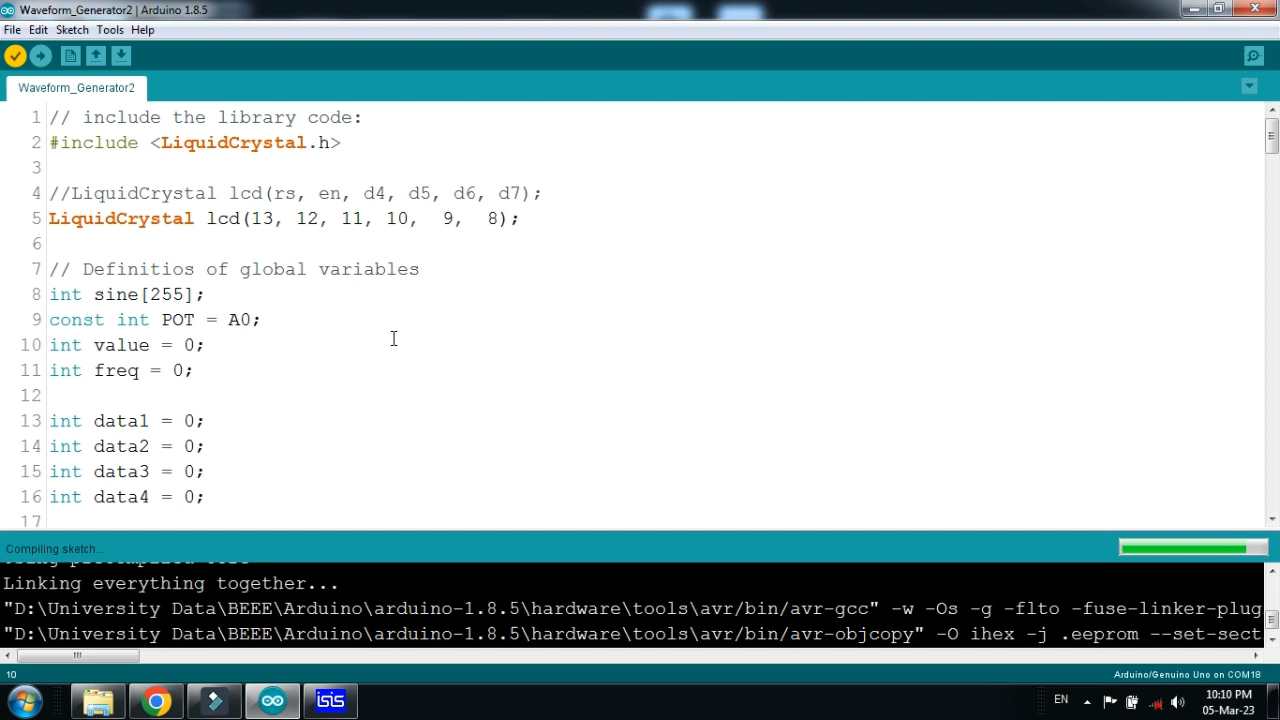 Waveform_Generator2 | Arduino 1.8.5
File Edit Sketch Tools Help
Waveform_Generator2
1 // include the library code:
2 #include <LiquidCrystal.h>
3
4 //LiquidCrystal lcd(rs, en, d4, d5, d6, d7);
5 LiquidCrystal lcd(13, 12, 11, 10,  9,  8);
6
7 // Definitios of global variables
8 int sine[255];
9 const int POT = A0;
10 int value = 0;
11 int freq = 0;
12
13 int data1 = 0;
14 int data2 = 0;
15 int data3 = 0;
16 int data4 = 0;
17
Compiling sketch...
Using precompiled core
Linking everything together...
"D:\University Data\BEEE\Arduino\arduino-1.8.5\hardware\tools\avr/bin/avr-gcc" -w -Os -g -flto -fuse-linker-plug
"D:\University Data\BEEE\Arduino\arduino-1.8.5\hardware\tools\avr/bin/avr-objcopy" -O ihex -j .eeprom --set-sect
10 Arduino/Genuino Uno on COM18
isis EN 10:10 PM
05-Mar-23